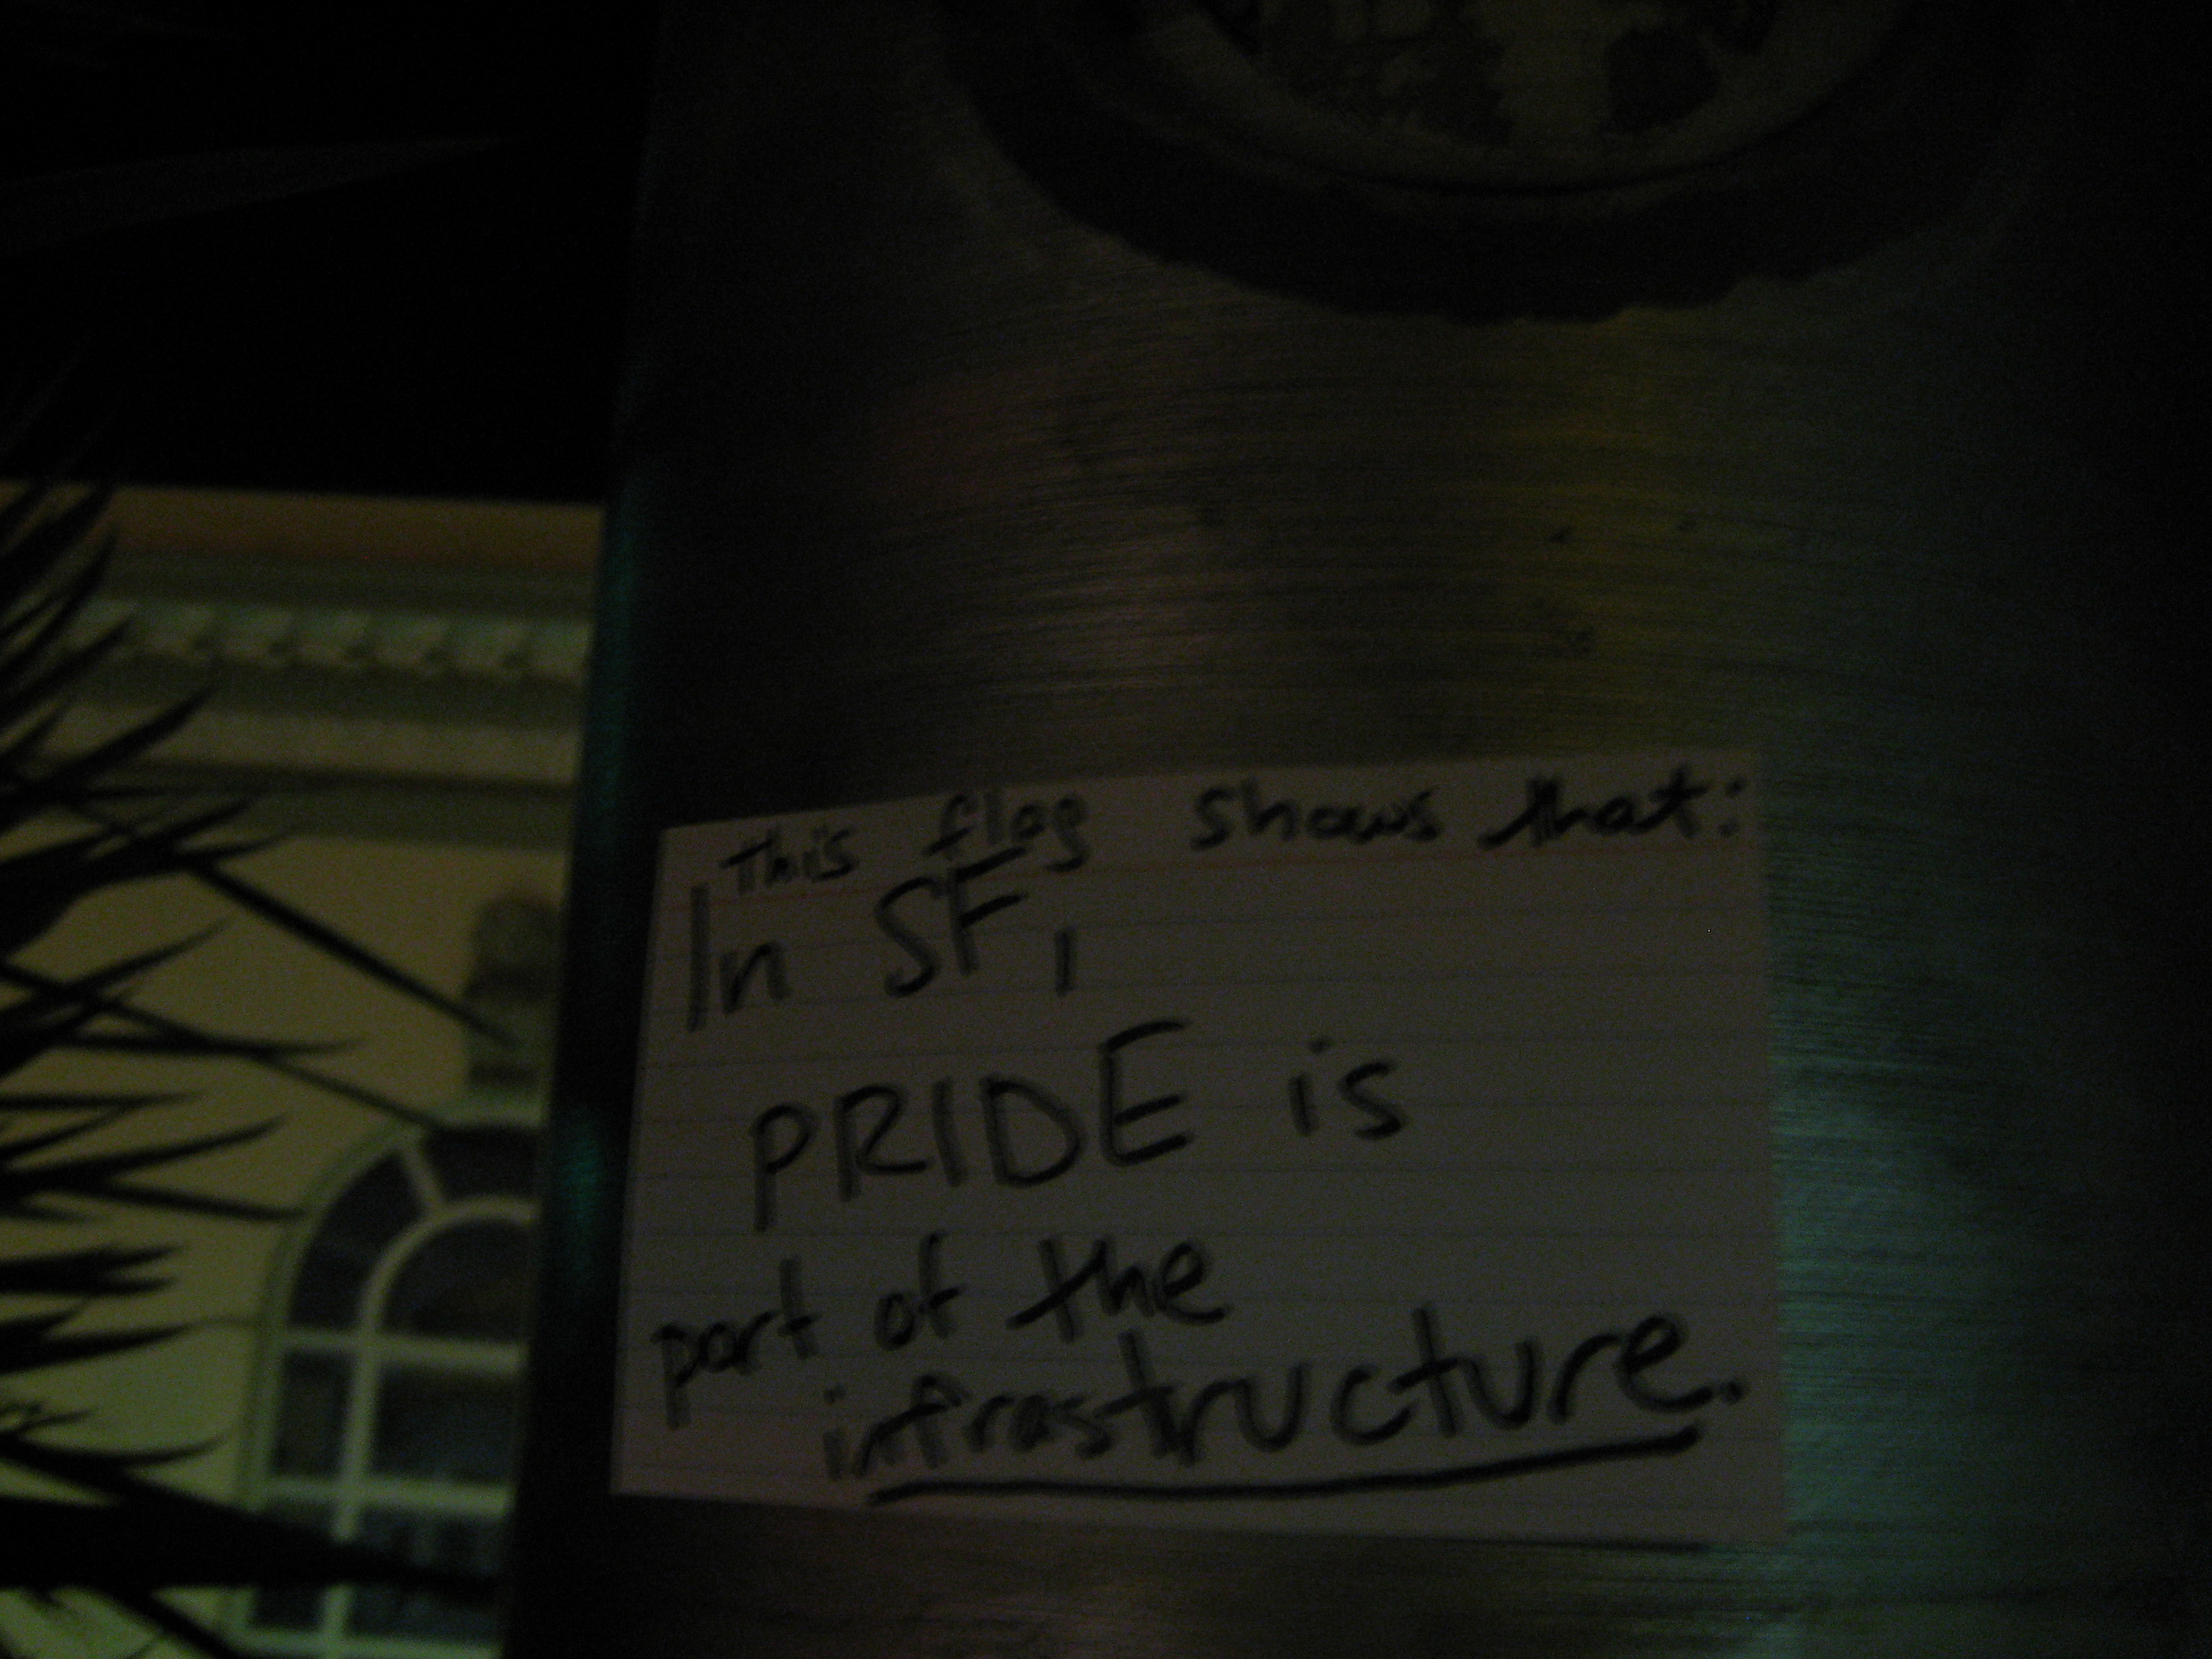 This flag shows that:
In SF,
PRIDE is
part of the
infrastructure.